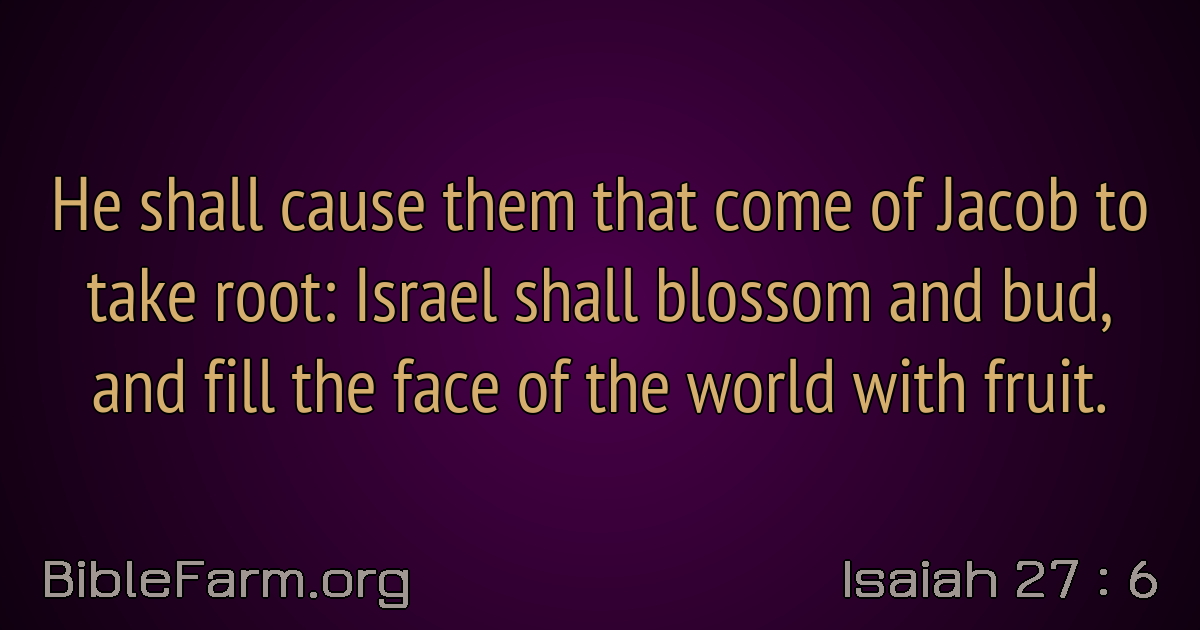 He shall cause them that come of Jacob to
take root: Israel shall blossom and bud,
and fill the face of the world with fruit.
BibleFarm.org
Isaiah 27 : 6